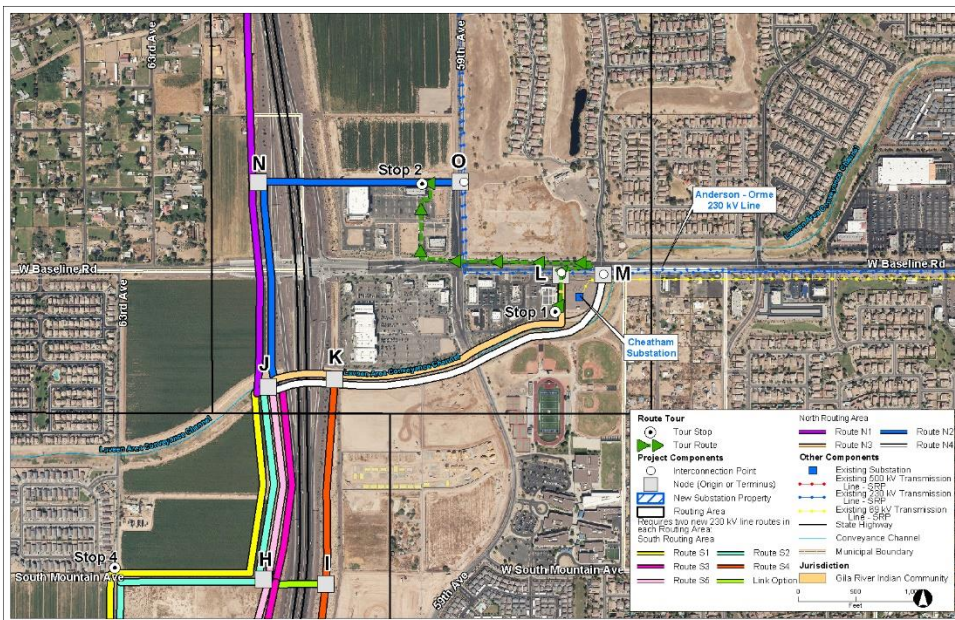 63rd Ave
59th Ave
N
Stop 2
O
Anderson - Orme
230 kV Line
W Baseline Rd
L
M
W Baseline Rd
63rd Ave
Stop 1
Cheatham
Substation
J
K
Laveen Area Conveyance Channel
Laveen Area Conveyance Channel
Laveen Area Conveyance Channel
Stop 4
South Mountain Ave
H
I
W South Mountain Ave
59th Ave
Route Tour
Tour Stop
Tour Route
Project Components
Interconnection Point
Node (Origin or Terminus)
New Substation Property
Routing Area
Requires two new 230 kV line routes in
each Routing Area:
South Routing Area
Route S1
Route S2
Route S3
Route S4
Route S5
Link Option
North Routing Area
Route N1
Route N2
Route N3
Route N4
Other Components
Existing Substation
Existing 500 kV Transmission
Line - SRP
Existing 230 kV Transmission
Line - SRP
Existing 69 kV Transmission
Line - SRP
State Highway
Conveyance Channel
Municipal Boundary
Jurisdiction
Gila River Indian Community
0
500
Feet